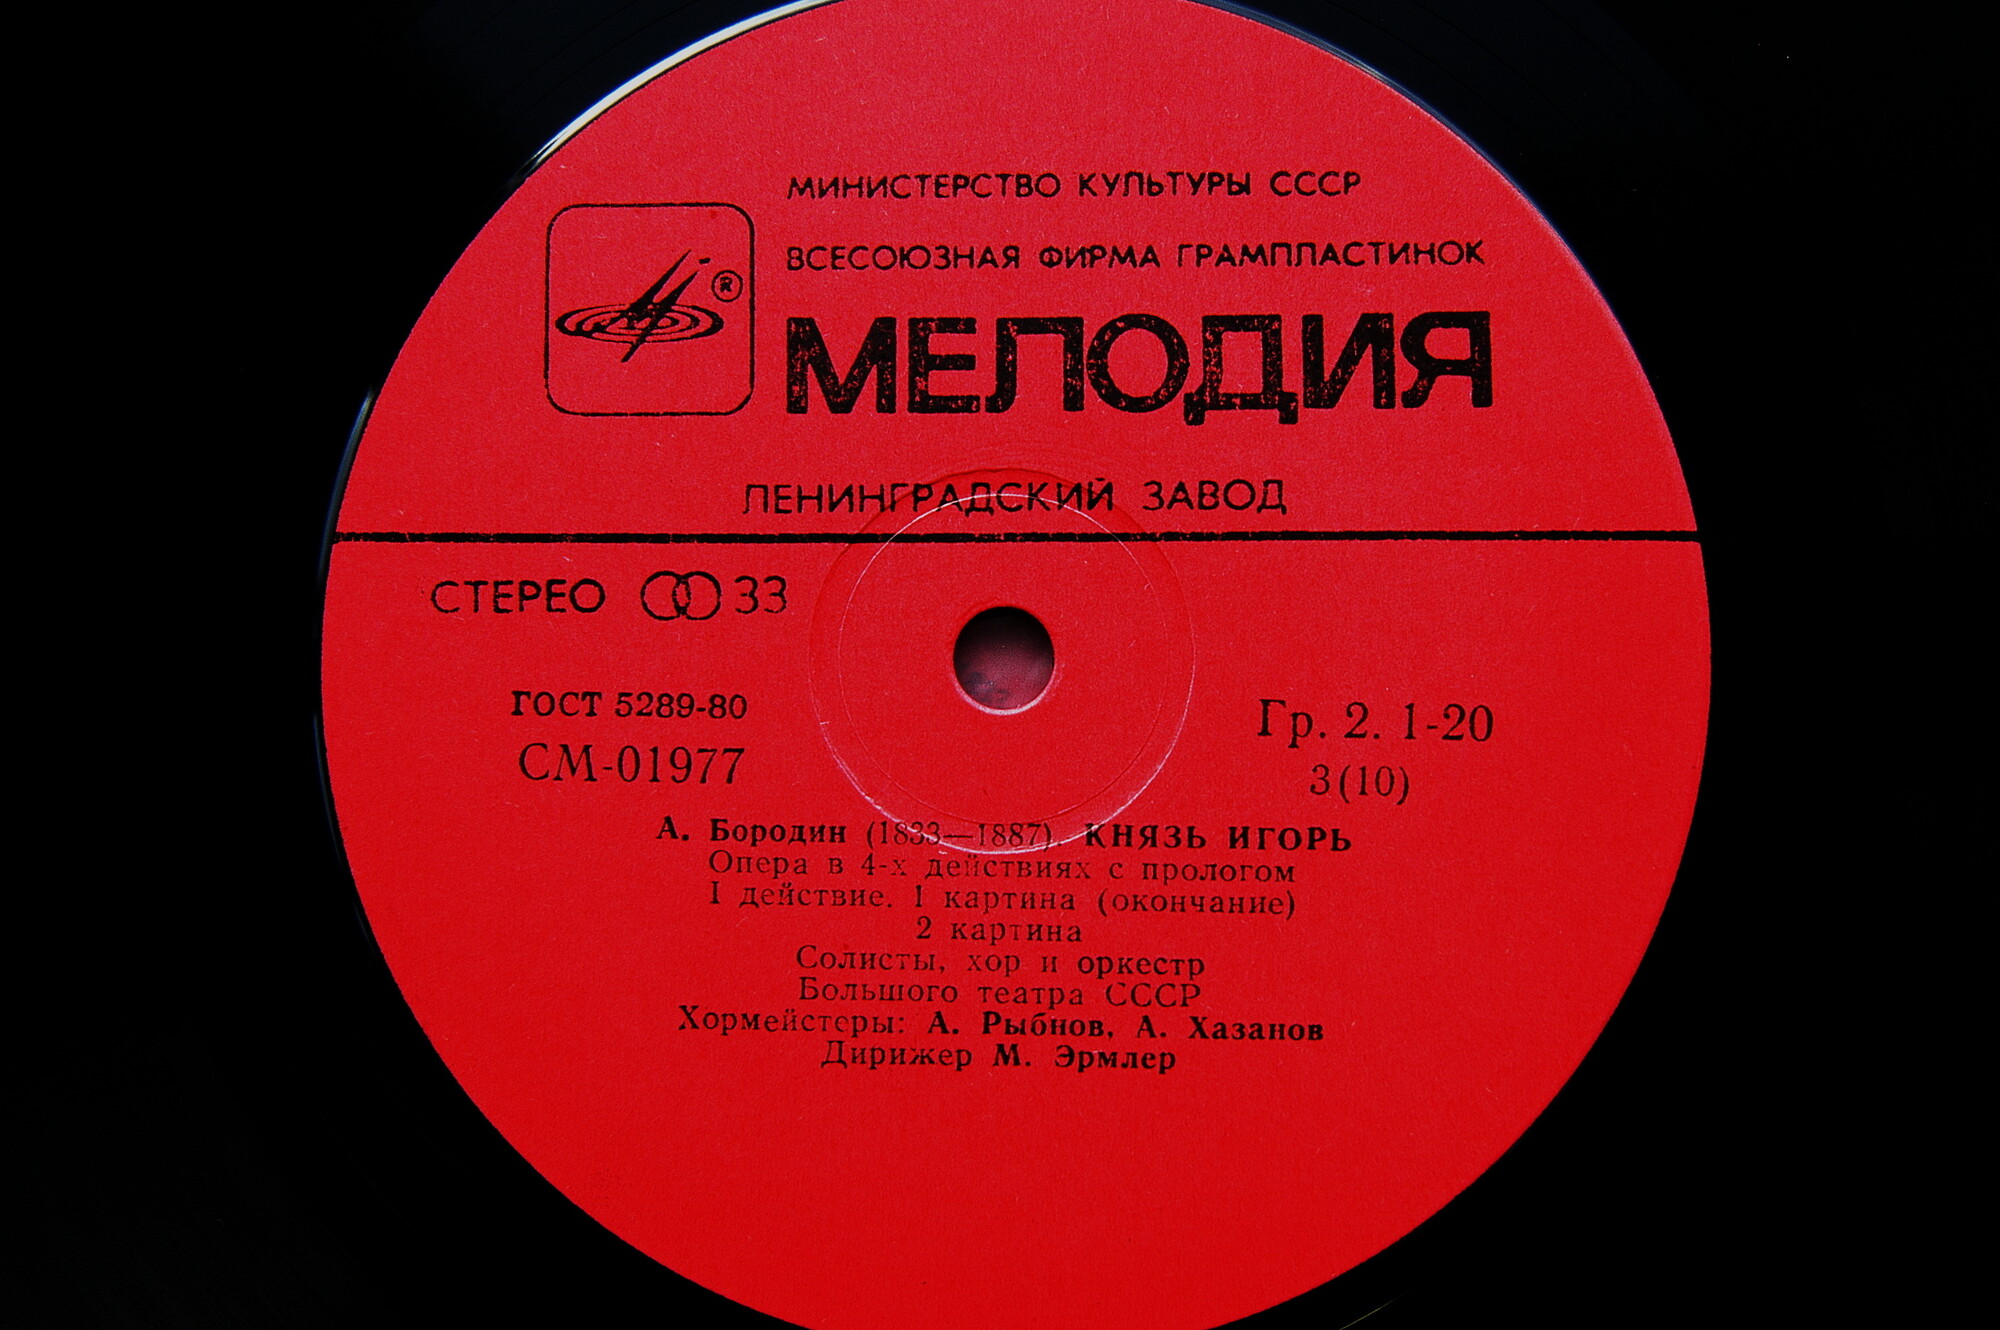 МИНИСТЕРСТВО КУЛЬТУРЫ СССР
ВСЕСОЮЗНАЯ ФИРМА ГРАМПЛАСТИНОК
®
МЕЛОДИЯ
ЛЕНИНГРАДСКИЙ ЗАВОД
СТЕРЕО 33
ГОСТ 5289-80
СМ-01977
Гр. 2. 1-20
3(10)
А. Бородин (1833—1887). КНЯЗЬ ИГОРЬ
Опера в 4-х действиях с прологом
I действие. 1 картина (окончание)
2 картина
Солисты, хор и оркестр
Большого театра СССР
Хормейстеры: А. Рыбнов, А. Хазанов
Дирижер М. Эрмлер